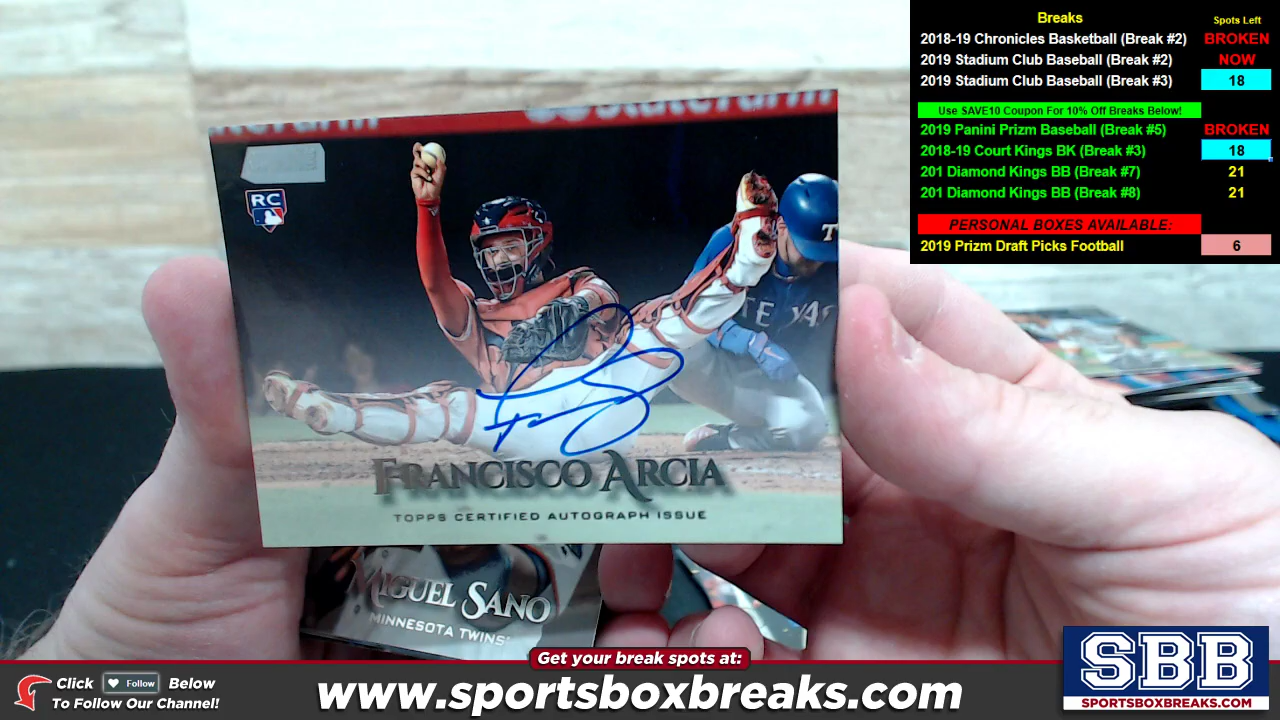 Breaks Spots Left
2018-19 Chronicles Basketball (Break #2) BROKEN
2019 Stadium Club Baseball (Break #2) NOW
2019 Stadium Club Baseball (Break #3) 18
Use SAVE10 Coupon For 10% Off Breaks Below!
2019 Panini Prizm Baseball (Break #5) BROKEN
2018-19 Court Kings BK (Break #3) 18
201 Diamond Kings BB (Break #7) 21
201 Diamond Kings BB (Break #8) 21
PERSONAL BOXES AVAILABLE:
2019 Prizm Draft Picks Football 6
RC
T
TEXAS
FRANCISCO ARCIA
TOPPS CERTIFIED AUTOGRAPH ISSUE
MIGUEL SANO
MINNESOTA TWINS
Get your break spots at:
Click Follow Below
To Follow Our Channel!
www.sportsboxbreaks.com
SBB
SPORTSBOXBREAKS.COM